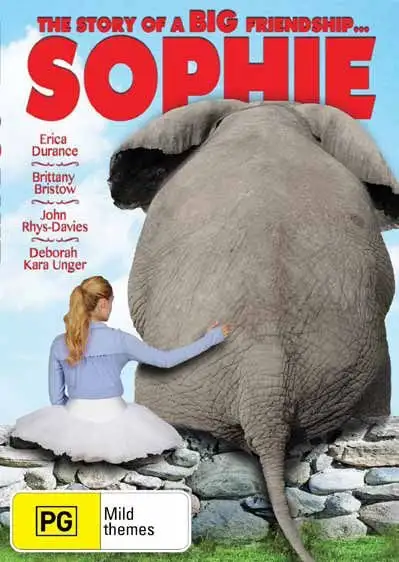 THE STORY OF A BIG FRIENDSHIP...
SOPHIE
Erica
Durance
Brittany
Bristow
John
Rhys-Davies
Deborah
Kara Unger
PG
Mild
themes